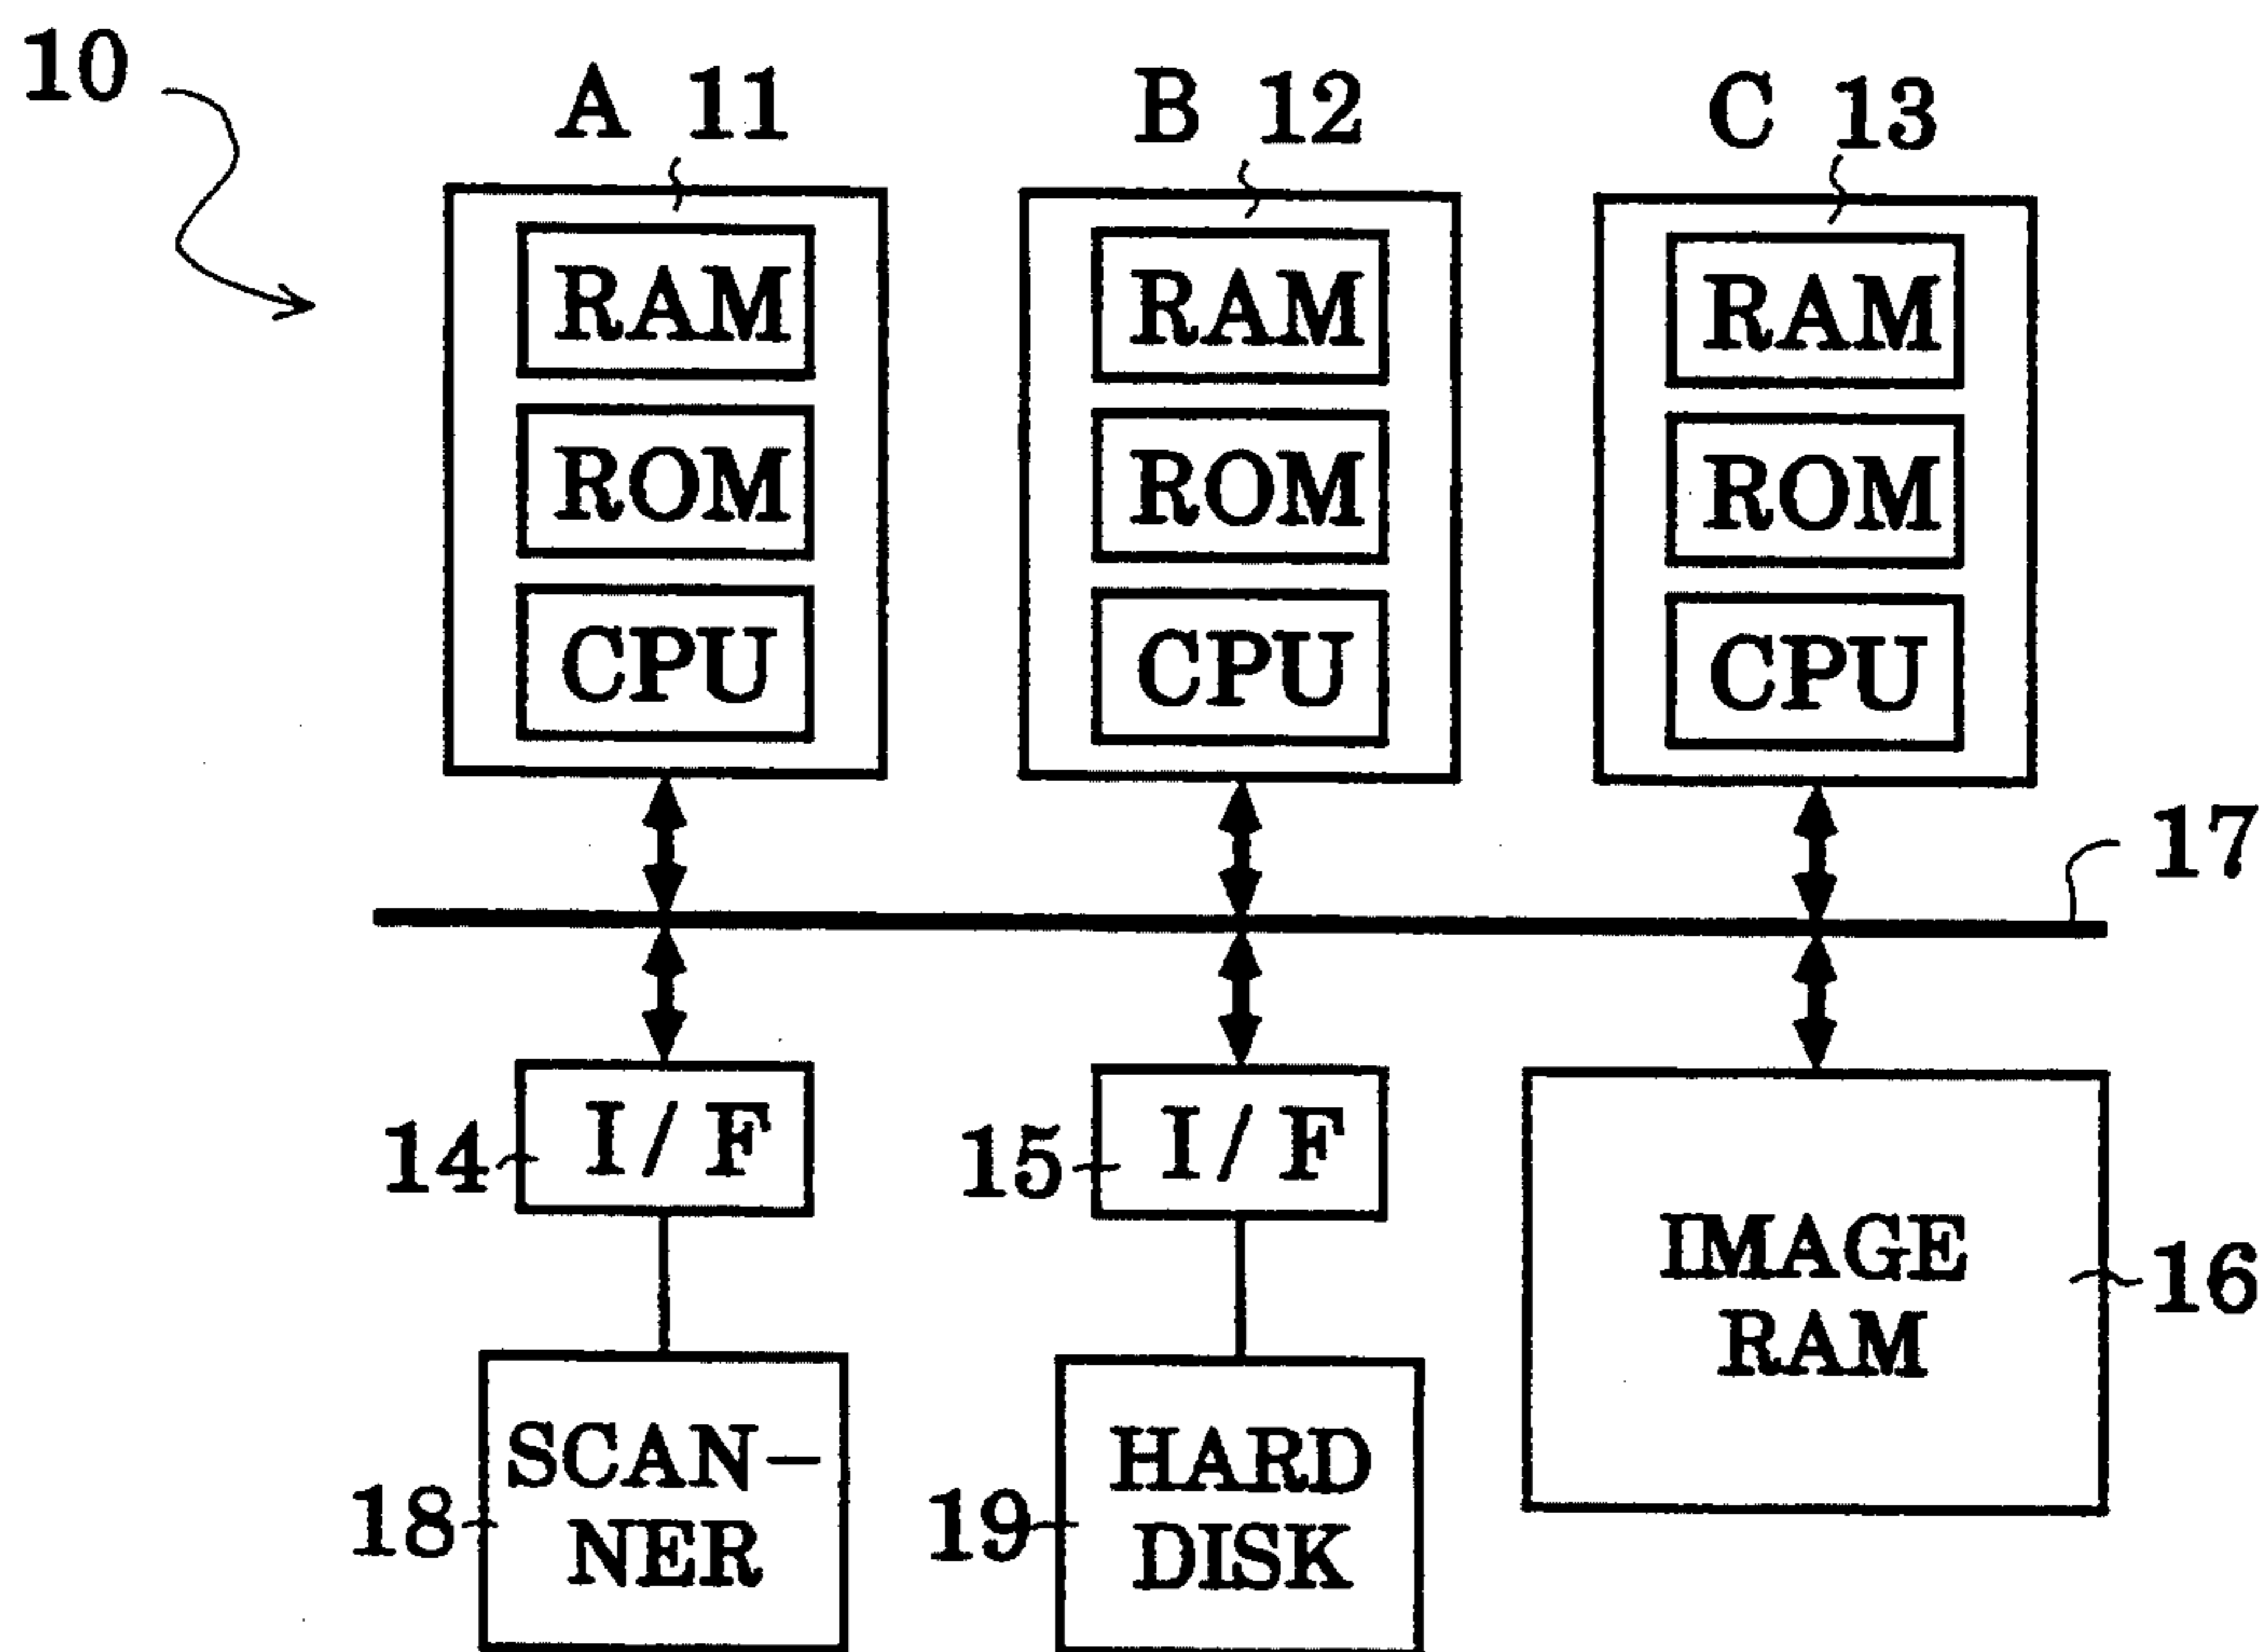 10
A 11
B 12
C 13
RAM
RAM
RAM
ROM
ROM
ROM
CPU
CPU
CPU
17
14
I/F
15
I/F
IMAGE
RAM
16
18
SCAN-
NER
19
HARD
DISK